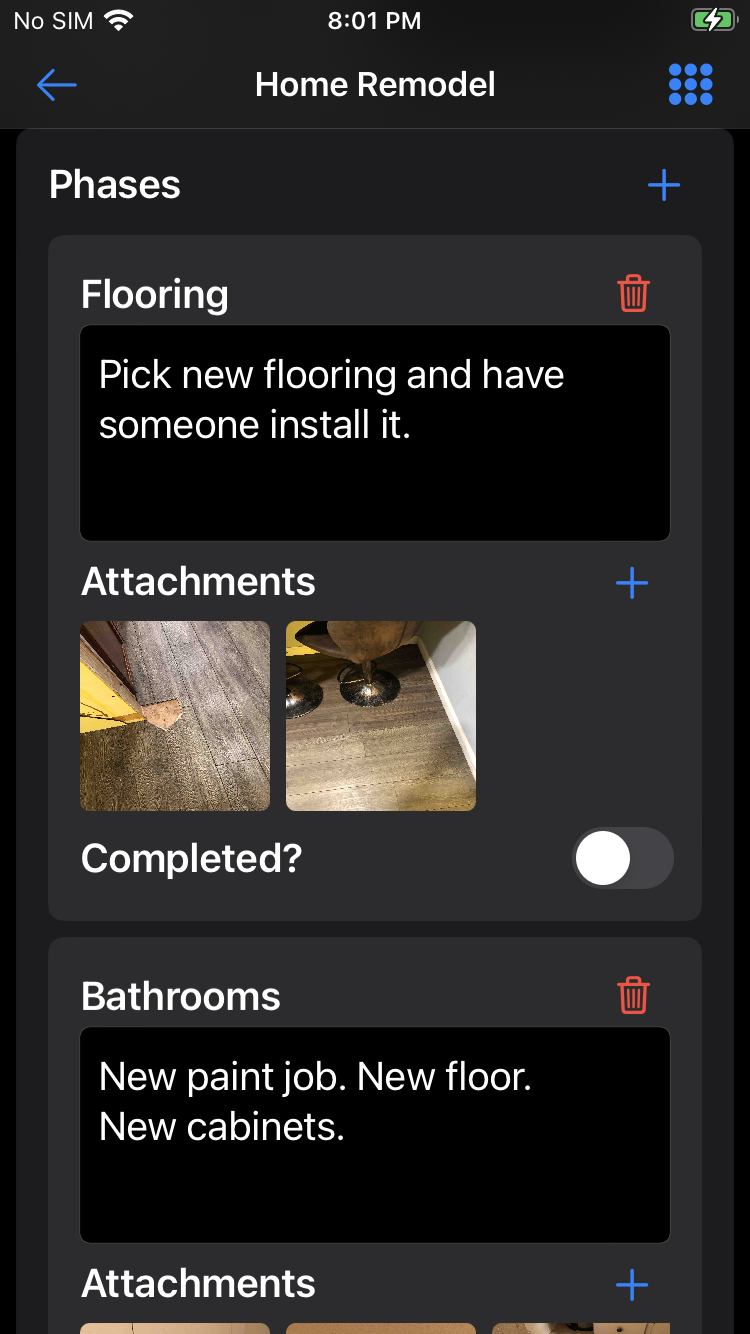 No SIM 8:01 PM
Home Remodel
Phases
Flooring
Pick new flooring and have
someone install it.
Attachments
Completed?
Bathrooms
New paint job. New floor.
New cabinets.
Attachments